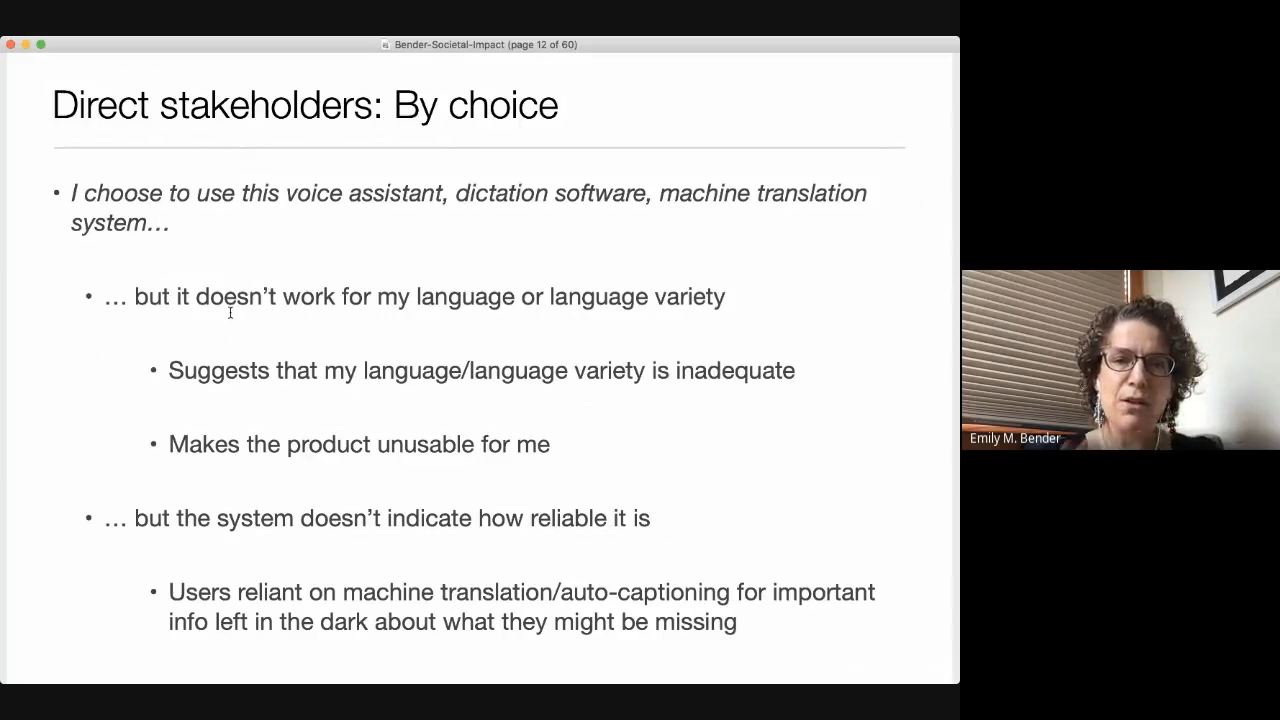 Bender-Societal-Impact (page 12 of 60)
Direct stakeholders: By choice
• I choose to use this voice assistant, dictation software, machine translation
system…
• … but it doesn’t work for my language or language variety
• Suggests that my language/language variety is inadequate
• Makes the product unusable for me
• … but the system doesn’t indicate how reliable it is
• Users reliant on machine translation/auto-captioning for important
info left in the dark about what they might be missing
Emily M. Bender